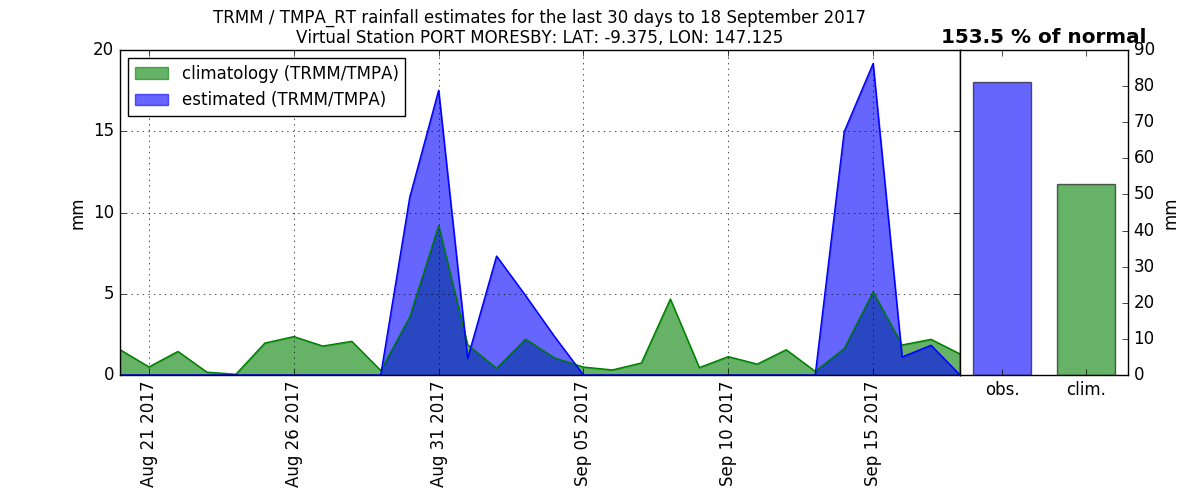 TRMM / TMPA_RT rainfall estimates for the last 30 days to 18 September 2017
Virtual Station PORT MORESBY: LAT: -9.375, LON: 147.125
153.5 % of normal
climatology (TRMM/TMPA)
estimated (TRMM/TMPA)
20
15
10
5
0
mm
Aug 21 2017
Aug 26 2017
Aug 31 2017
Sep 05 2017
Sep 10 2017
Sep 15 2017
obs.
clim.
90
80
70
60
50
40
30
20
10
0
mm